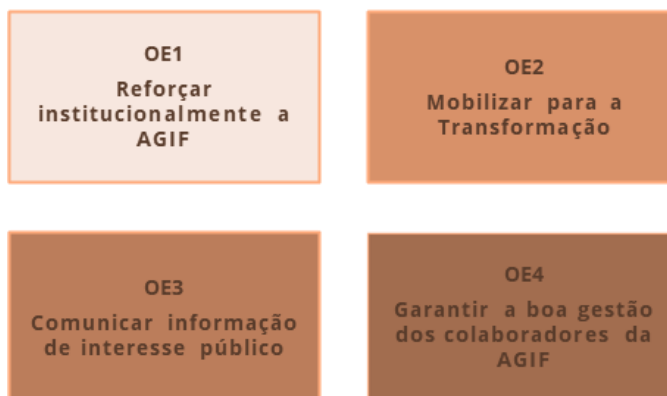 OE1
Reforçar
institucionalmente a
AGIF
OE2
Mobilizar para a
Transformação
OE3
Comunicar informação
de interesse público
OE4
Garantir a boa gestão
dos colaboradores da
AGIF